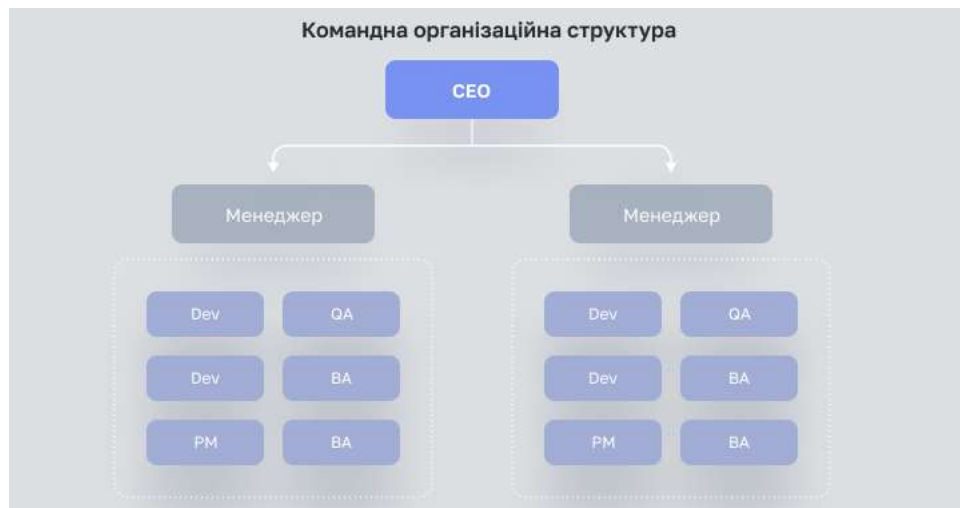 Командна організаційна структура
CEO
Менеджер Менеджер
Dev QA Dev QA
Dev BA Dev BA
PM BA PM BA